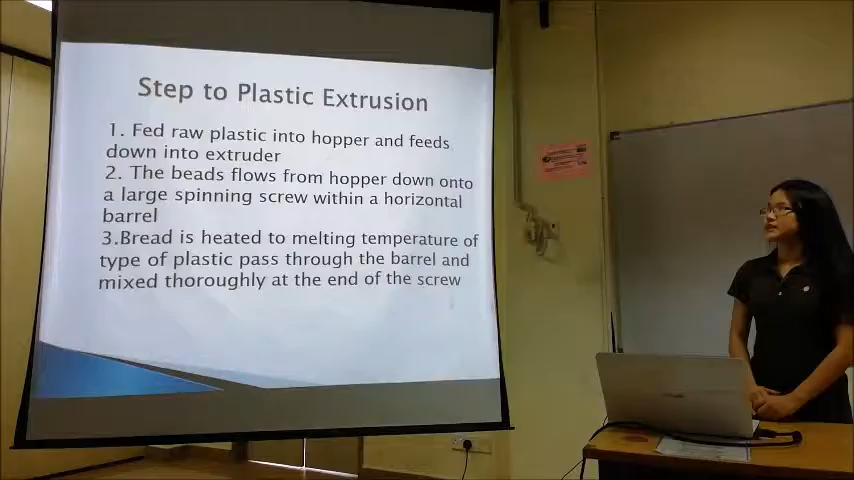 Step to Plastic Extrusion
1. Fed raw plastic into hopper and feeds
down into extruder
2. The beads flows from hopper down onto
a large spinning screw within a horizontal
barrel
3.Bread is heated to melting temperature of
type of plastic pass through the barrel and
mixed thoroughly at the end of the screw